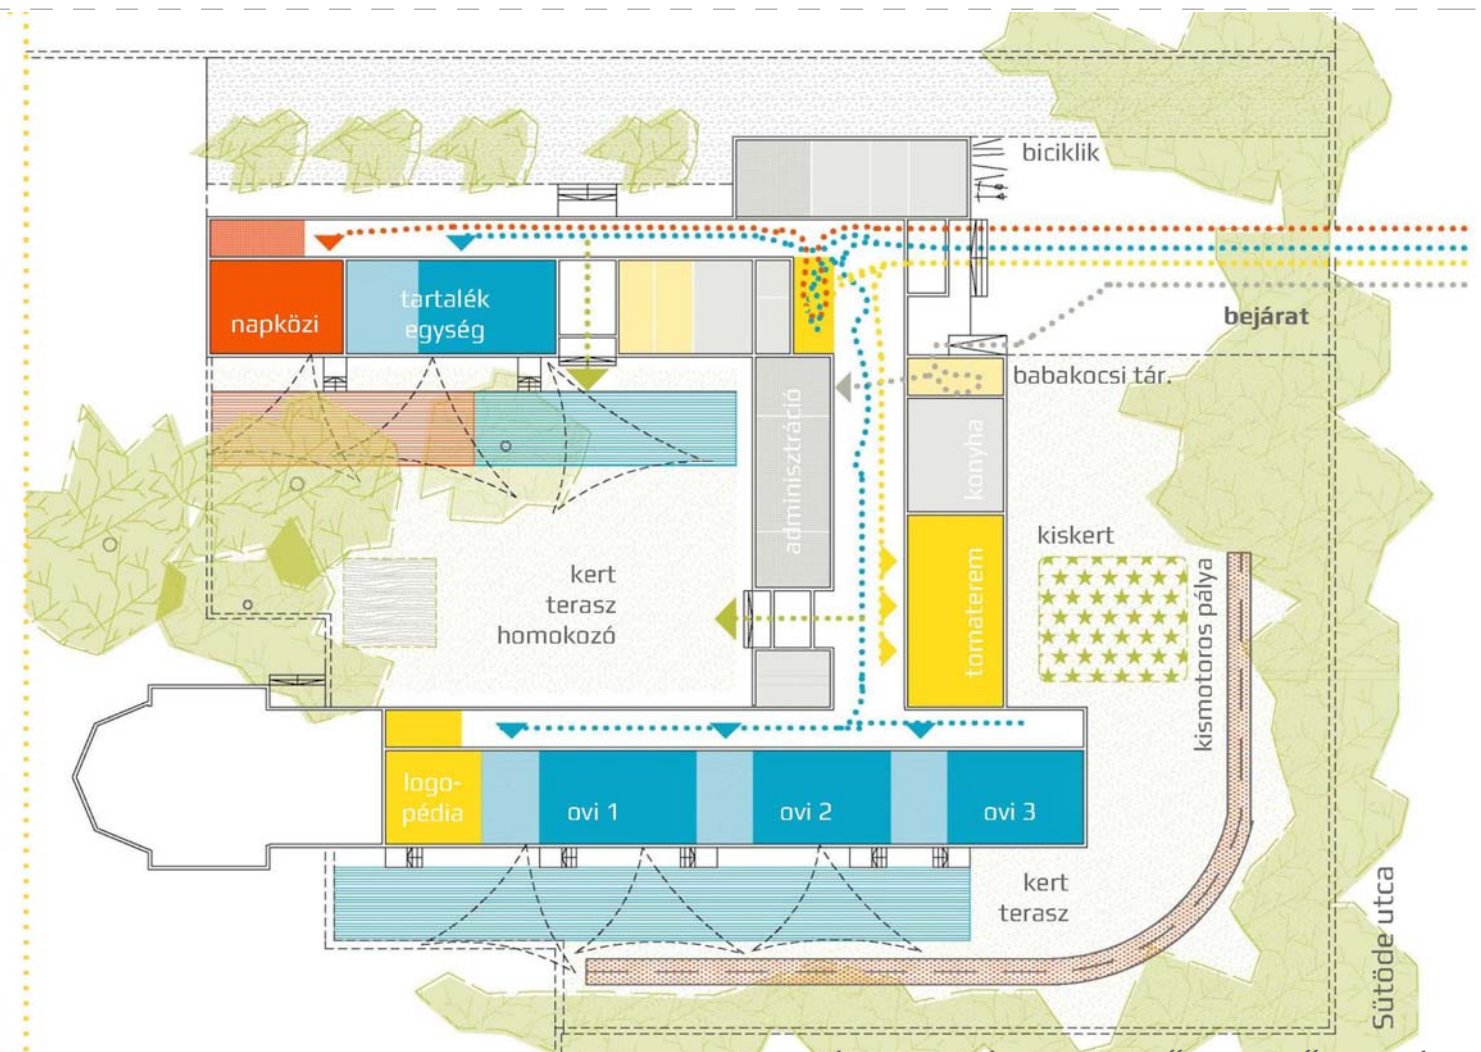 biciklik
bejárat
napközi
tartalék
egység
babakocsi tár.
adminisztráció
konyha
kiskert
kert
terasz
homokozó
tornaterem
kismotoros pálya
logo-
pédia
ovi 1
ovi 2
ovi 3
kert
terasz
Sütöde utca